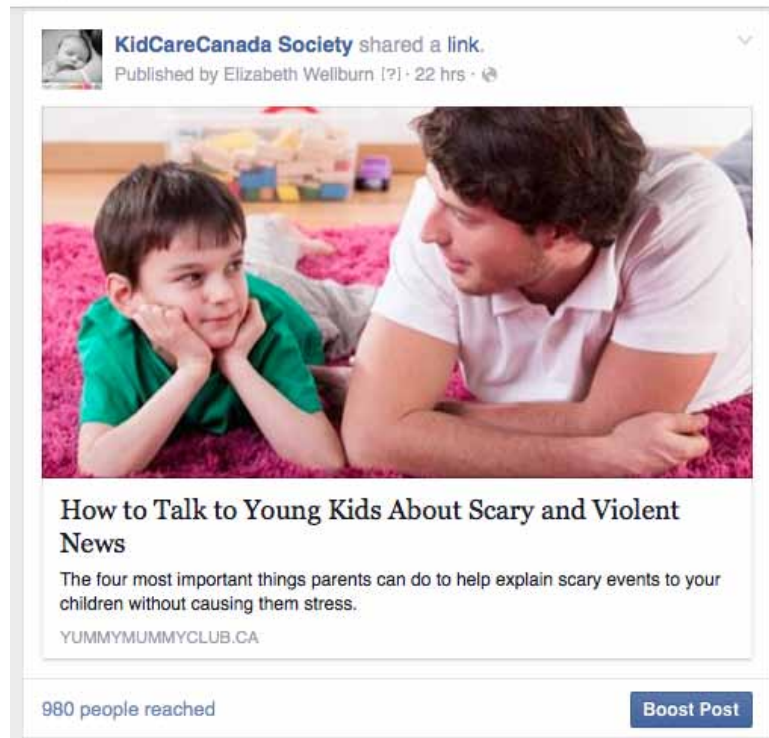 KidCareCanada Society shared a link.
Published by Elizabeth Wellburn [?] · 22 hrs ·
How to Talk to Young Kids About Scary and Violent
News
The four most important things parents can do to help explain scary events to your
children without causing them stress.
YUMMYMUMMYCLUB.CA
980 people reached
Boost Post